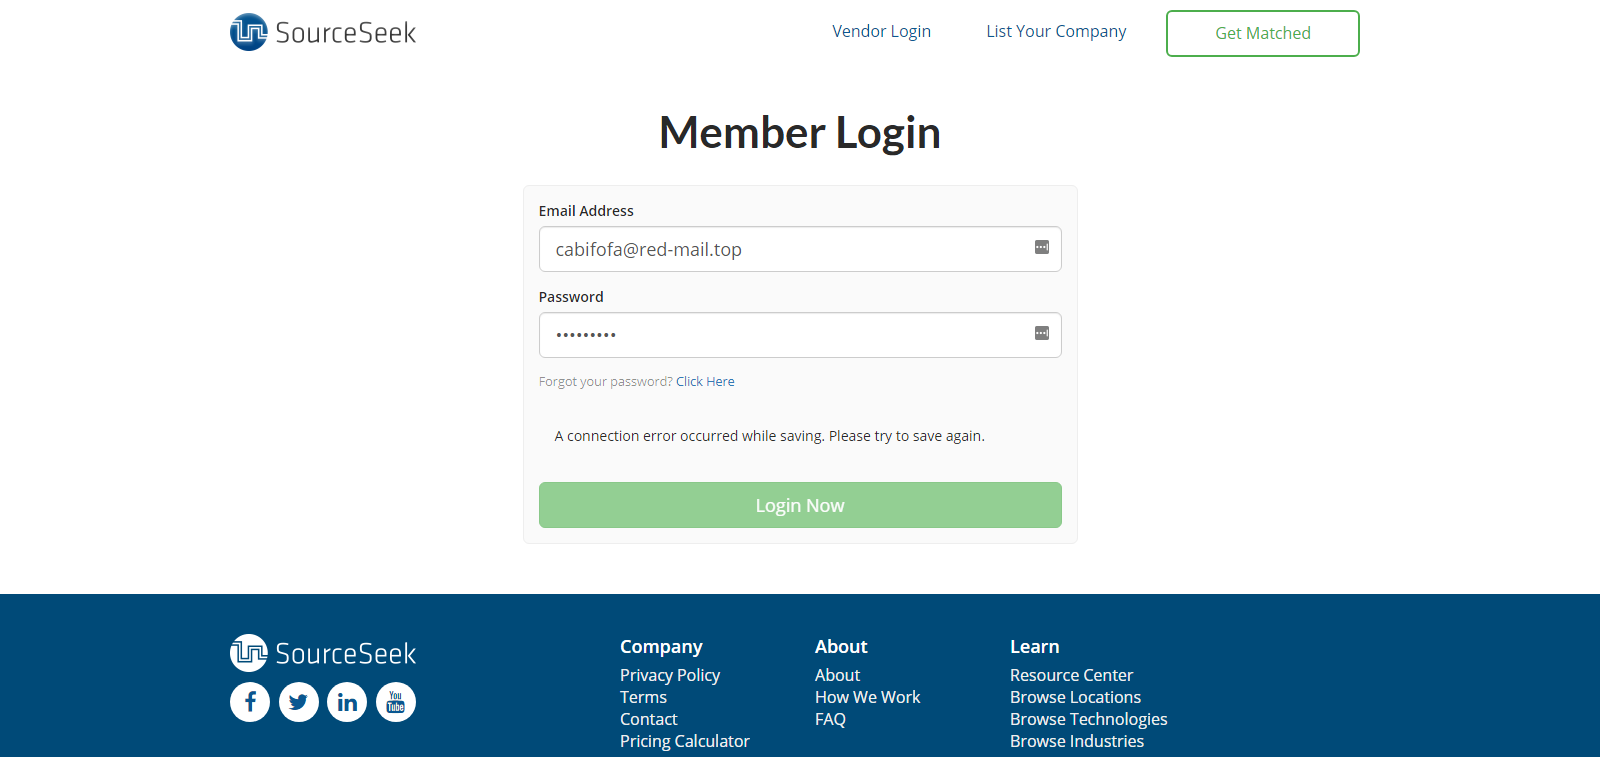 SourceSeek
Vendor Login
List Your Company
Get Matched
Member Login
Email Address
cabifofa@red-mail.top
Password
•••••••••
Forgot your password? Click Here
A connection error occurred while saving. Please try to save again.
Login Now
SourceSeek
You
Tube
Company
Privacy Policy
Terms
Contact
Pricing Calculator
About
About
How We Work
FAQ
Learn
Resource Center
Browse Locations
Browse Technologies
Browse Industries